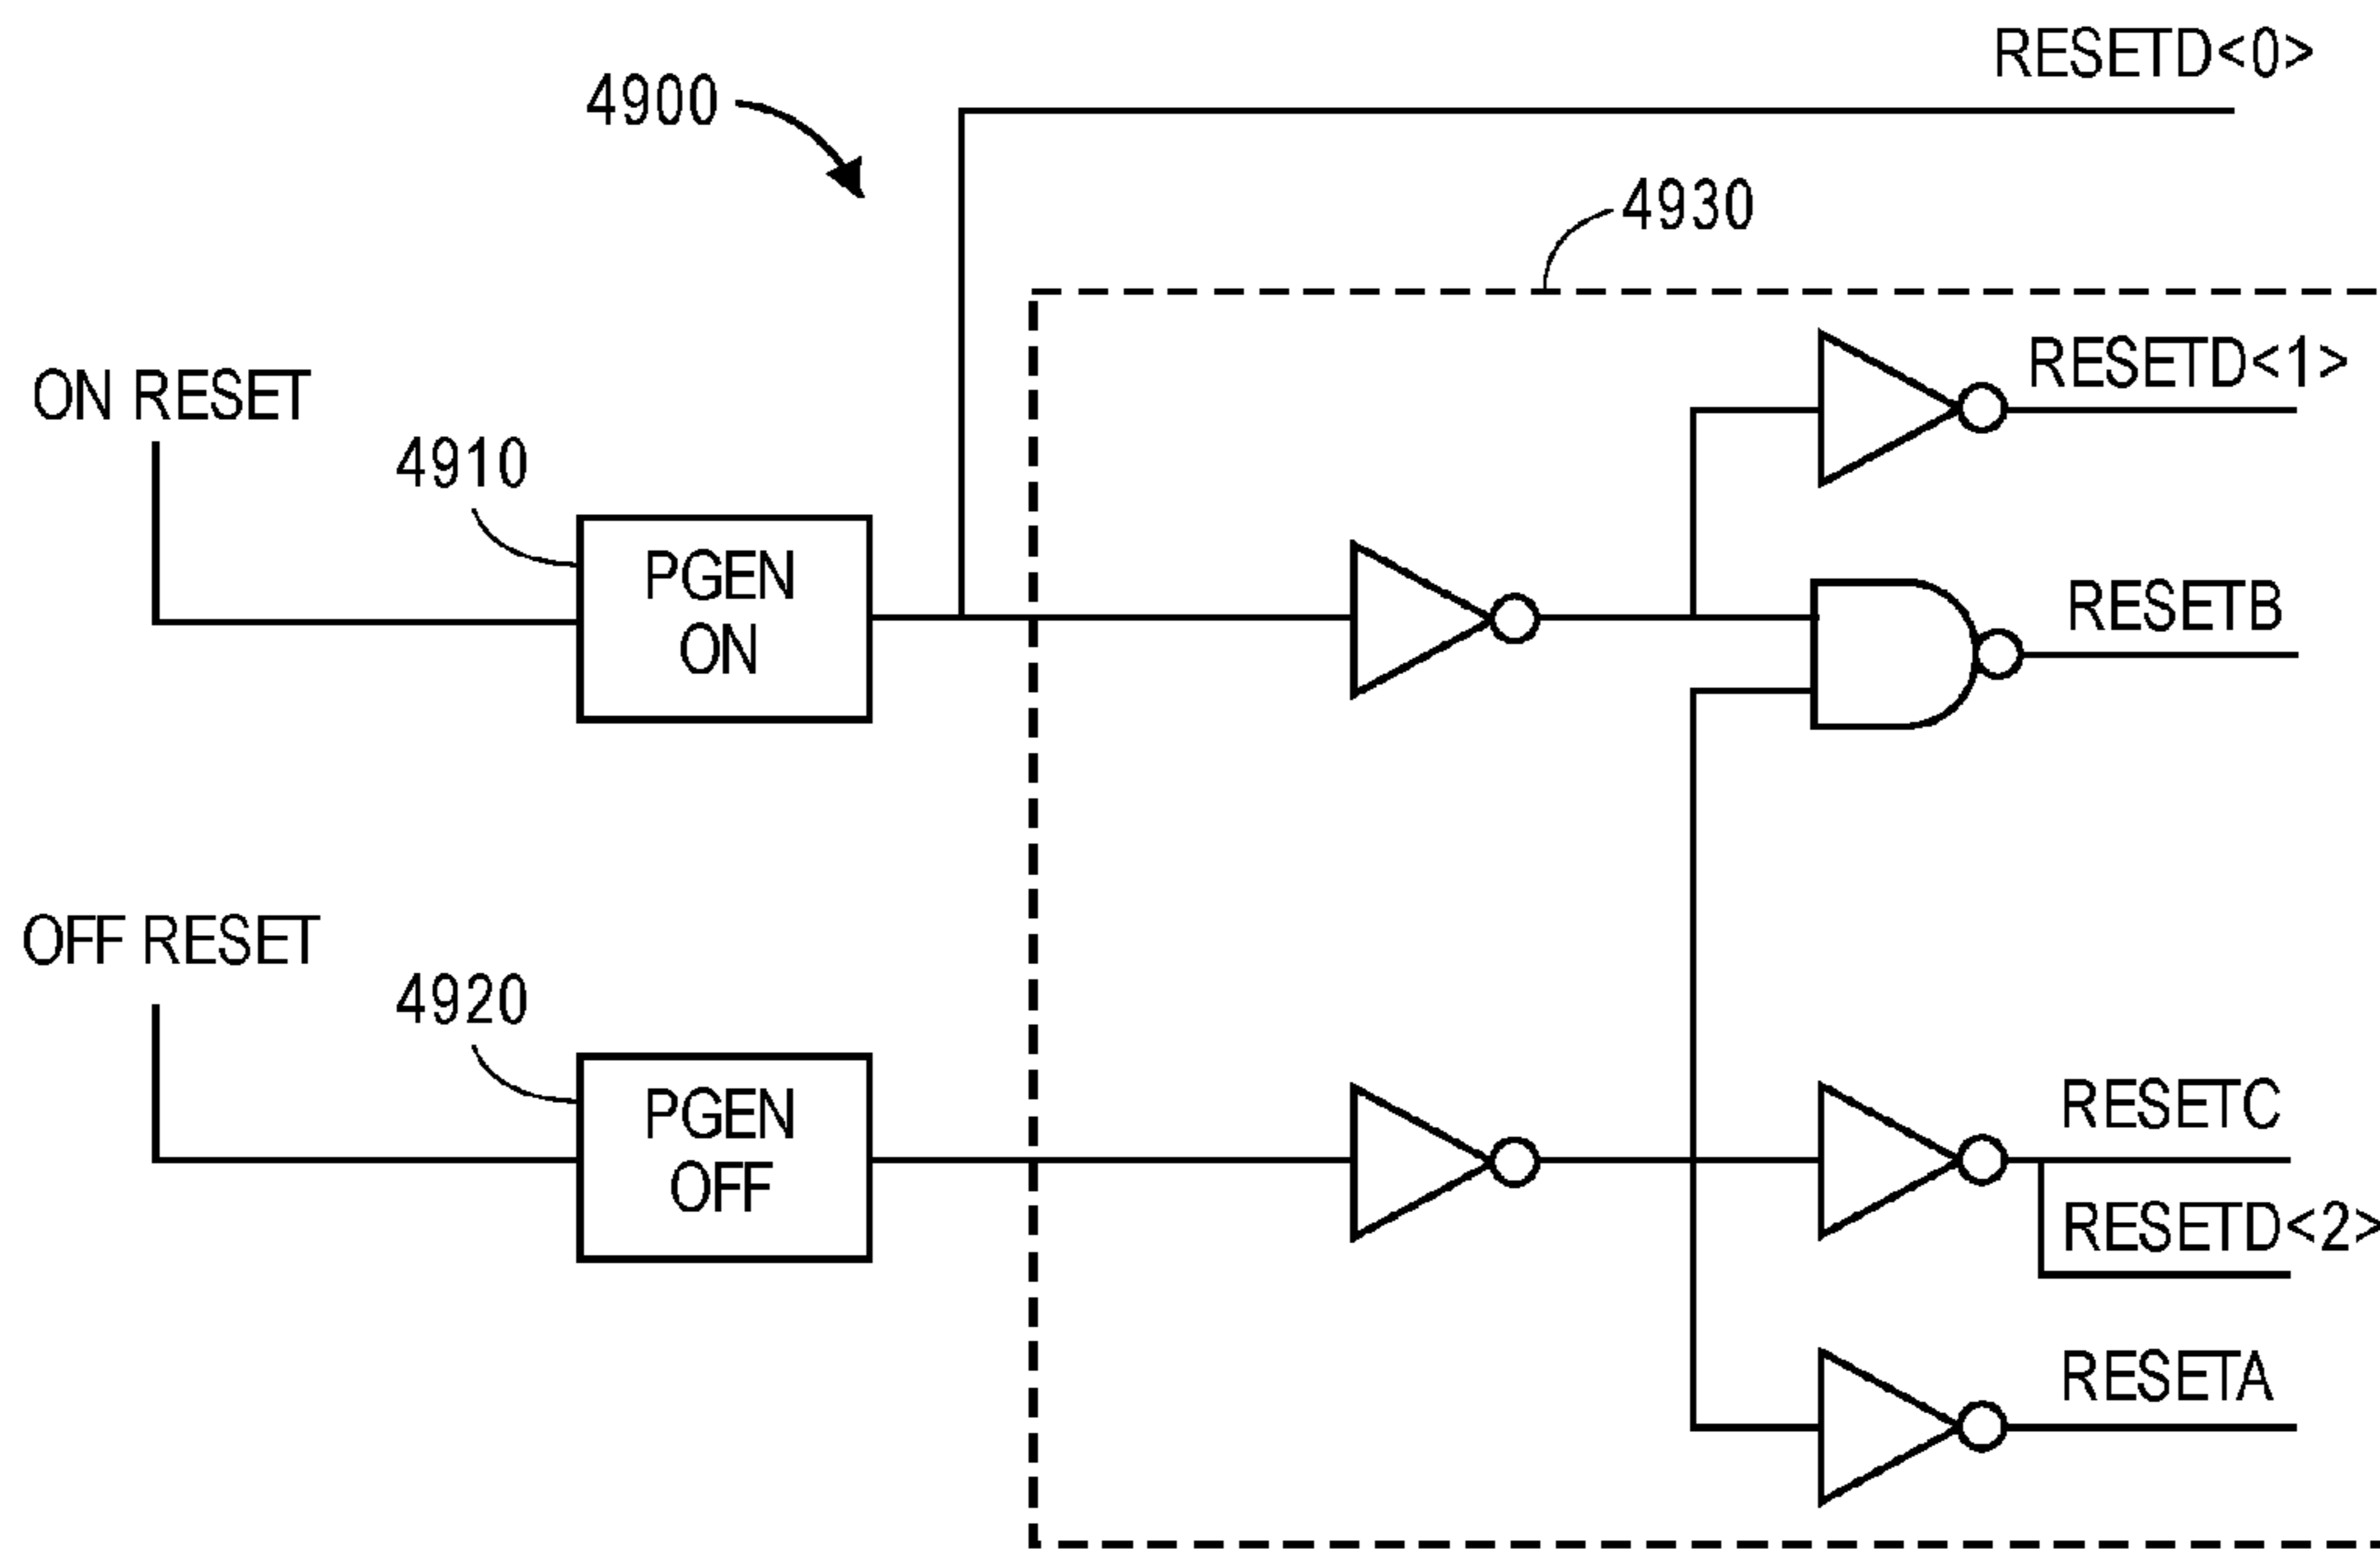 RESETD<0>
4900
4930
RESETD<1>
ON RESET
4910
PGEN
ON
RESETB
OFF RESET
4920
PGEN
OFF
RESETC
RESETD<2>
RESETA